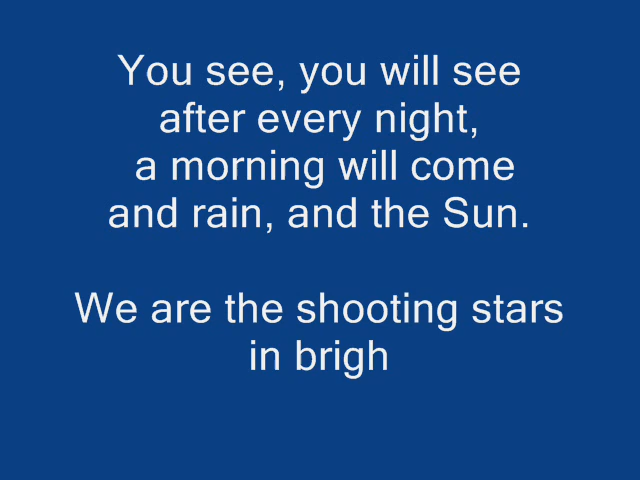 You see, you will see
after every night,
a morning will come
and rain, and the Sun.
We are the shooting stars
in brigh